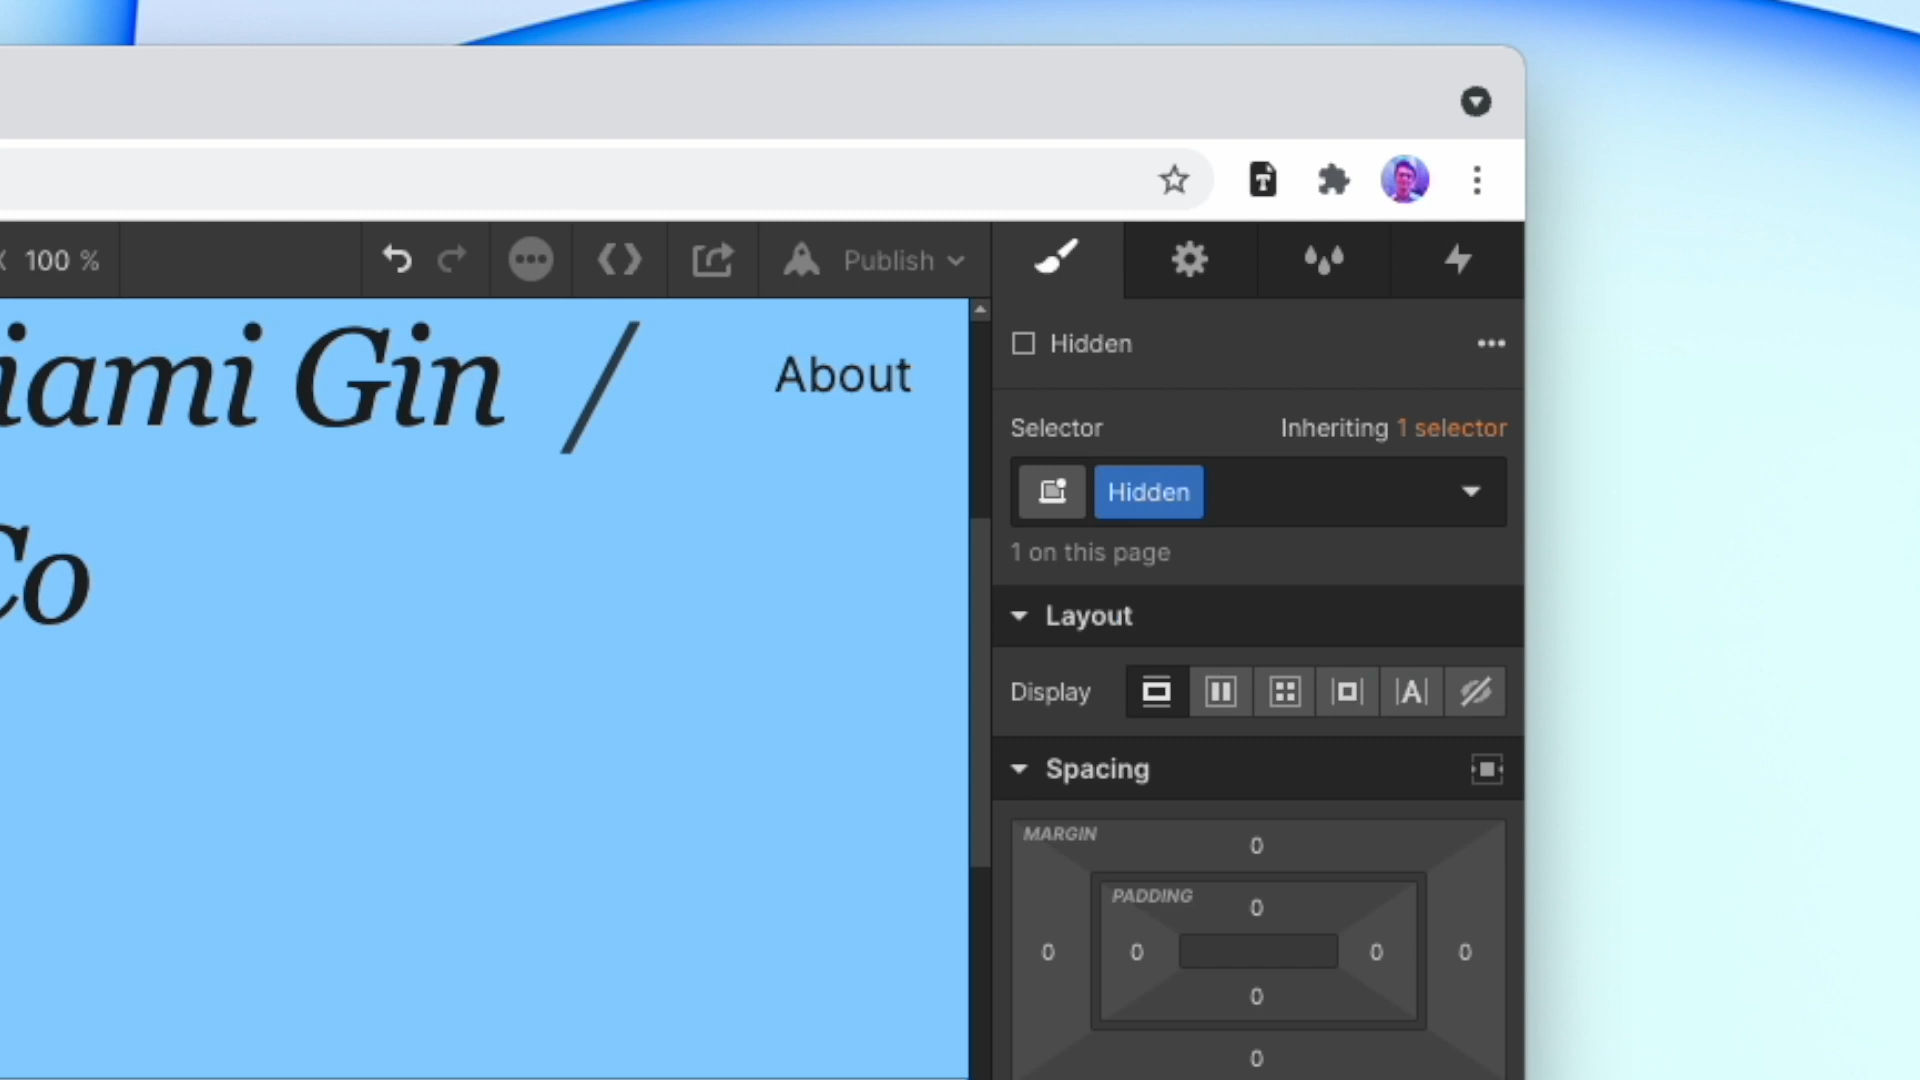 100 %
Publish
iami Gin /
About
Co
Hidden
Selector
Inheriting 1 selector
Hidden
1 on this page
Layout
Display
Spacing
MARGIN
0
PADDING
0
0
0
0
0
0
0